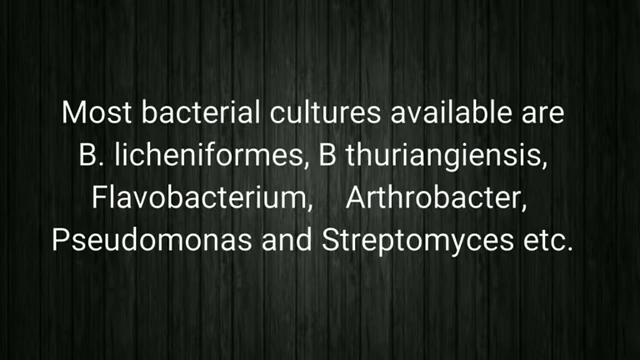 Most bacterial cultures available are
B. licheniformes, B thuriangiensis,
Flavobacterium, Arthrobacter,
Pseudomonas and Streptomyces etc.